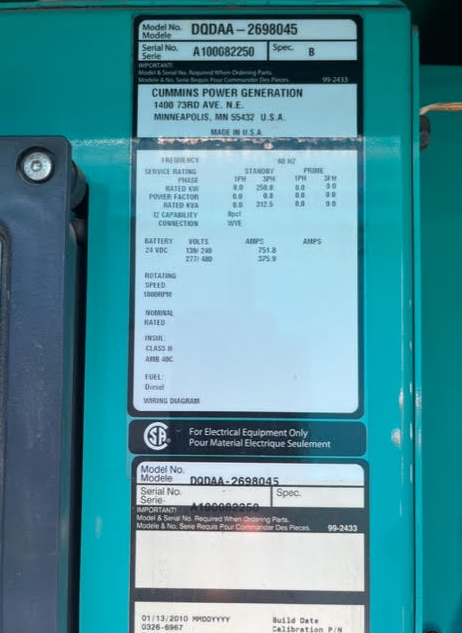 Model No. DQDAA-2698045
Modele
Serial No. A100082250 Spec. B
Serie
IMPORTANT!
Model & Serial No. Required When Ordering Parts.
Modele & No. Serie Requis Pour Commander Des Pieces. 99-2433
CUMMINS POWER GENERATION
1400 73RD AVE. N.E.
MINNEAPOLIS, MN 55432 U.S.A.
MADE IN U.S.A
FREQUENCY 60 HZ
SERVICE RATING STANDBY PRIME
PHASE 1PH 3PH 1PH 3PH
RATED KW 0.0 250.0 0.0 0.0
POWER FACTOR 0.0 0.8 0.0 0.0
RATED KVA 0.0 312.5 0.0 0.0
I2 CAPABILITY 8pct
CONNECTION WYE
BATTERY VOLTS AMPS AMPS
24 VDC 139/ 240 751.8
277/ 480 375.9
ROTATING
SPEED
1800RPM
NOMINAL
RATED
INSUL:
CLASS H
AMB 40C
FUEL:
Diesel
WIRING DIAGRAM
SA
For Electrical Equipment Only
Pour Material Electrique Seulement
Model No.
Modele DQDAA-2698045
Serial No. Spec.
Serie A100082250
IMPORTANT!
Model & Serial No. Required When Ordering Parts.
Modele & No. Serie Requis Pour Commander Des Pieces. 99-2433
01/13/2010 MMDDYYYY Build Date
0326-6967 Calibration P/N